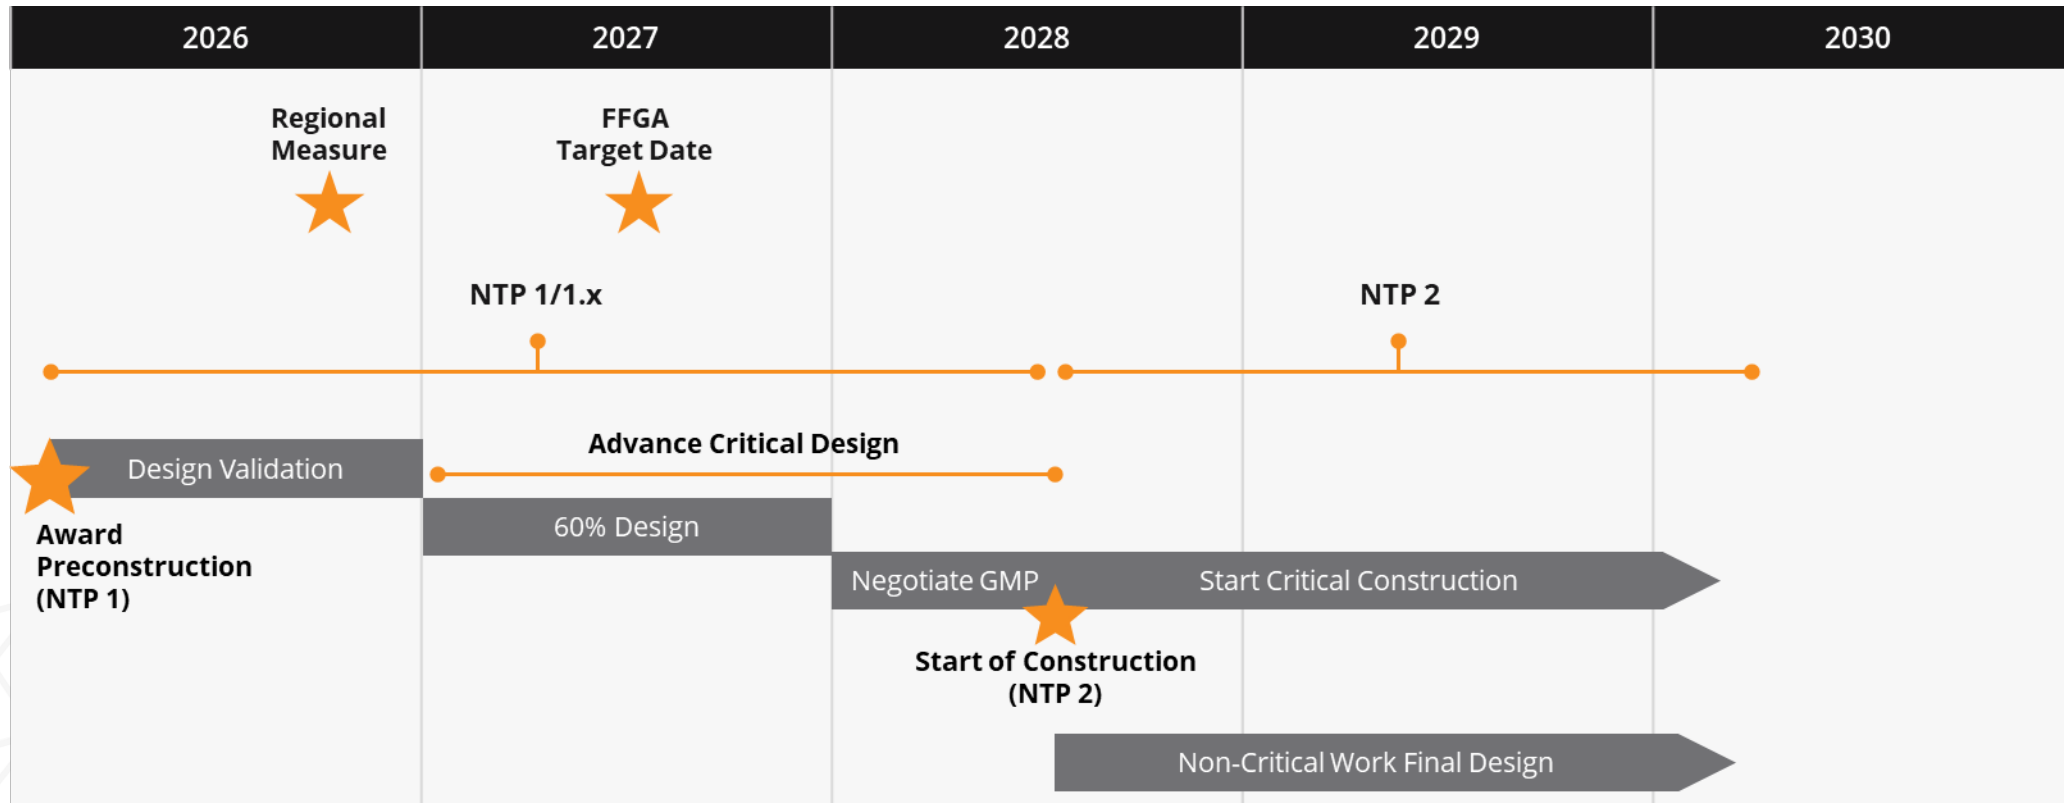 2026
2027
2028
2029
2030
Regional
Measure
FFGA
Target Date
NTP 1/1.x
NTP 2
Design Validation
Advance Critical Design
Award
Preconstruction
(NTP 1)
60% Design
Negotiate GMP
Start Critical Construction
Start of Construction
(NTP 2)
Non-Critical Work Final Design